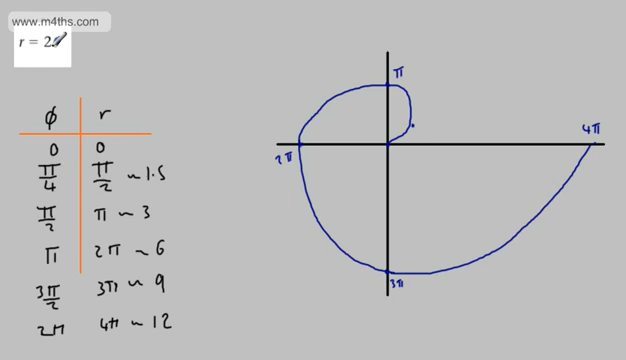 www.m4ths.com
r = 2
ϕ r
0 0
π/4 π/2 ~ 1.5
π/2 π ~ 3
π 2π ~ 6
3π/2 3π ~ 9
2π 4π ~ 12
π
2π
4π
3π